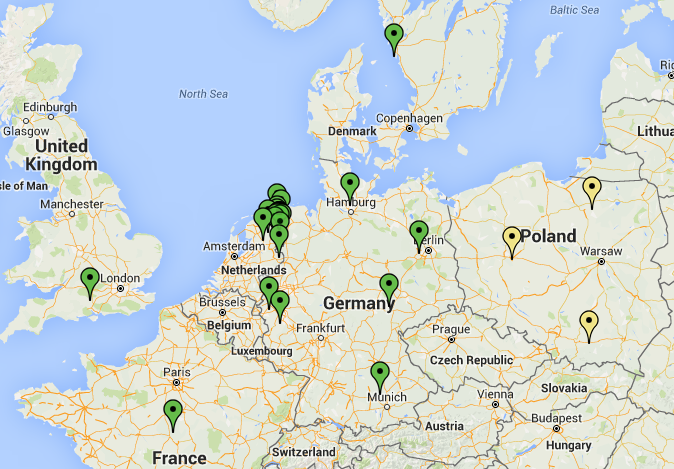 Baltic Sea
Rig
North Sea
Edinburgh
Glasgow
Copenhagen
Denmark
Lithua
United
Kingdom
sle of Man
Manchester
Hamburg
Poland
Berlin
Amsterdam
Warsaw
Netherlands
London
Brussels
Germany
Belgium
Frankfurt
Prague
Luxembourg
Czech Republic
Paris
Slovakia
Munich
Vienna
Budapest
Austria
Hungary
Switzerland
France